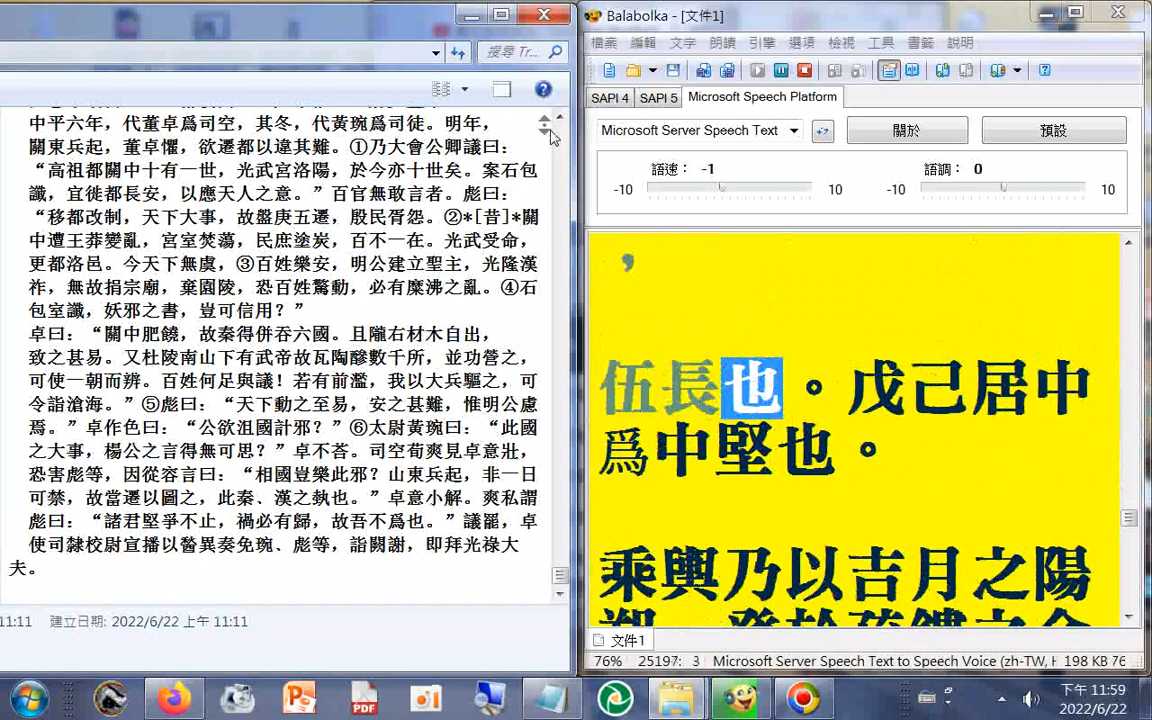 搜尋 Tr...
中平六年，代董卓爲司空，其冬，代黃琬爲司徒。明年，
關東兵起，董卓懼，欲遷都以違其難。①乃大會公卿議曰：
“高祖都關中十有一世，光武宮洛陽，於今亦十世矣。案石包
讖，宜徙都長安，以應天人之意。”百官無敢言者。彪曰：
“移都改制，天下大事，故盤庚五遷，殷民胥怨。②*[昔]*關
中遭王莽變亂，宮室焚蕩，民庶塗炭，百不一在。光武受命，
更都洛邑。今天下無虞，③百姓樂安，明公建立聖主，光隆漢
祚，無故捐宗廟，棄園陵，恐百姓驚動，必有糜沸之亂。④石
包室讖，妖邪之書，豈可信用？”
卓曰：“關中肥饒，故秦得併吞六國。且隴右材木自出，
致之甚易。又杜陵南山下有武帝故瓦陶醪數千所，並功營之，
可使一朝而辨。百姓何足與議！若有前濫，我以大兵驅之，可
令詣滄海。”⑤彪曰：“天下動之至易，安之甚難，惟明公慮
焉。”卓作色曰：“公欲沮國計邪？”⑥太尉黃琬曰：“此國
之大事，楊公之言得無可思？”卓不荅。司空荀爽見卓意壯，
恐害彪等，因從容言曰：“相國豈樂此邪？山東兵起，非一日
可禁，故當遷以圖之，此秦、漢之埶也。”卓意小解。爽私謂
彪曰：“諸君堅爭不止，禍必有歸，故吾不爲也。”議罷，卓
使司隸校尉宣播以螌異奏免琬、彪等，詣闕謝，即拜光祿大
夫。
11:11 建立日期: 2022/6/22 上午 11:11
Balabolka - [文件1]
檔案 編輯 文字 朗讀 引擎 選項 檢視 工具 書籤 說明
SAPI 4 SAPI 5 Microsoft Speech Platform
Microsoft Server Speech Text 關於 預設
語速: -1 語調: 0
-10 10 -10 10
，
伍長也。戊己居中
爲中堅也。
乘輿乃以吉月之陽
文件1
76% 25197: 3 Microsoft Server Speech Text to Speech Voice (zh-TW, H 198 KB 76
PDF
下午 11:59
2022/6/22